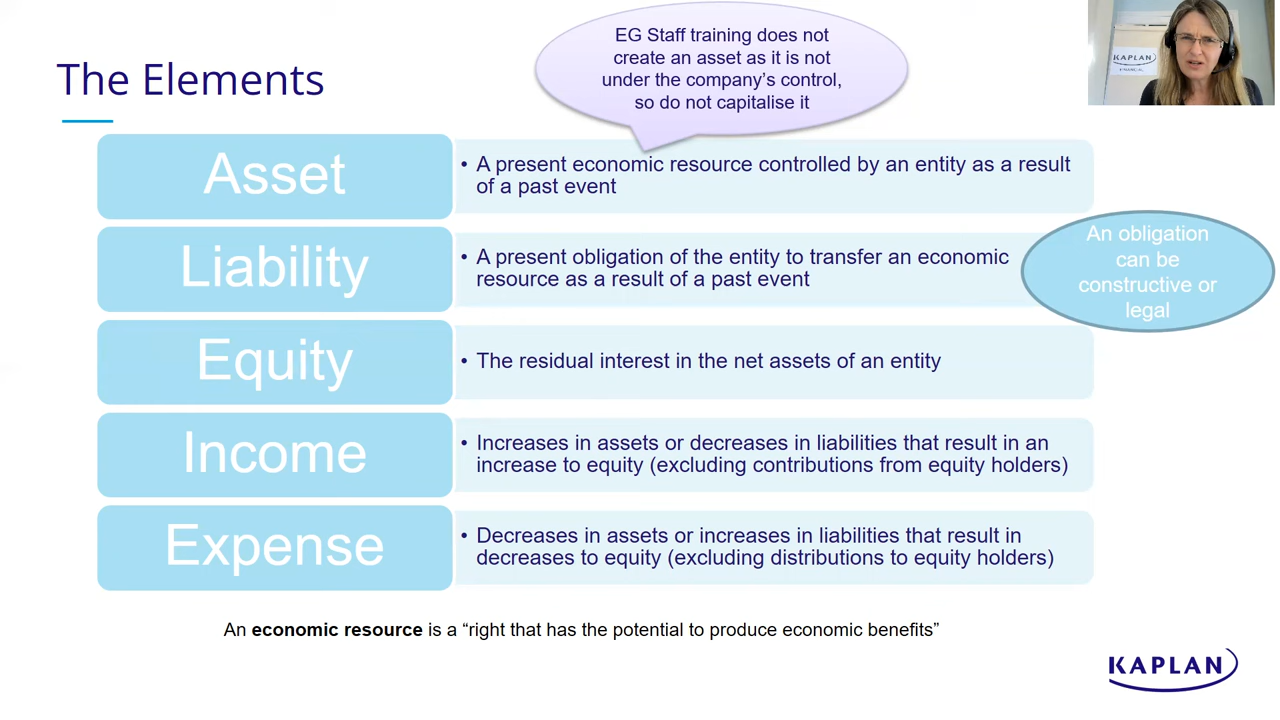 EG Staff training does not
create an asset as it is not
under the company's control,
so do not capitalise it
KAPLAN
FINANCIAL
The Elements
Asset
• A present economic resource controlled by an entity as a result
of a past event
Liability
• A present obligation of the entity to transfer an economic
resource as a result of a past event
An obligation
can be
constructive or
legal
Equity
• The residual interest in the net assets of an entity
Income
• Increases in assets or decreases in liabilities that result in an
increase to equity (excluding contributions from equity holders)
Expense
• Decreases in assets or increases in liabilities that result in
decreases to equity (excluding distributions to equity holders)
An economic resource is a “right that has the potential to produce economic benefits”
KAPLAN